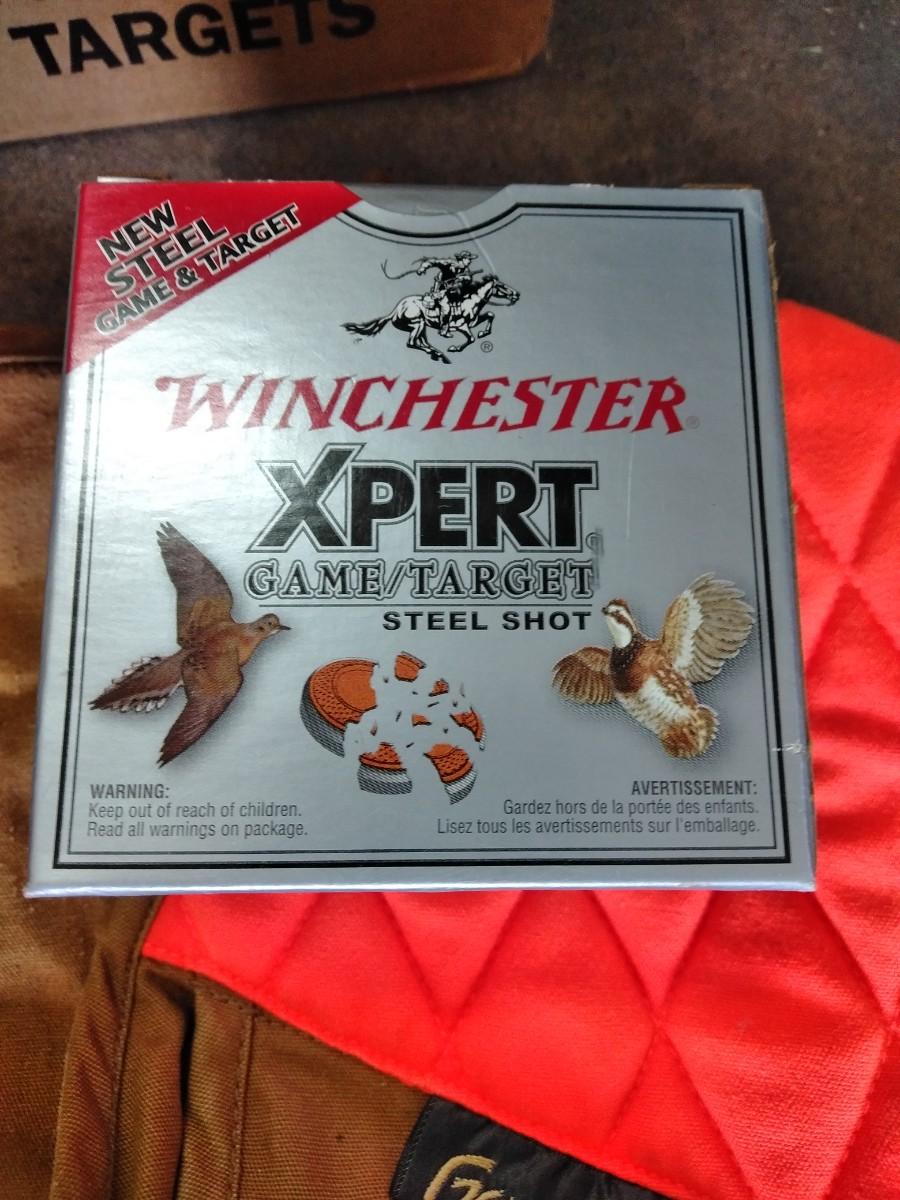 TARGETS
NEW
STEEL
GAME & TARGET
®
WINCHESTER®
XPERT®
GAME/TARGET
STEEL SHOT
WARNING:
Keep out of reach of children.
Read all warnings on package.
AVERTISSEMENT:
Gardez hors de la portée des enfants.
Lisez tous les avertissements sur l'emballage.